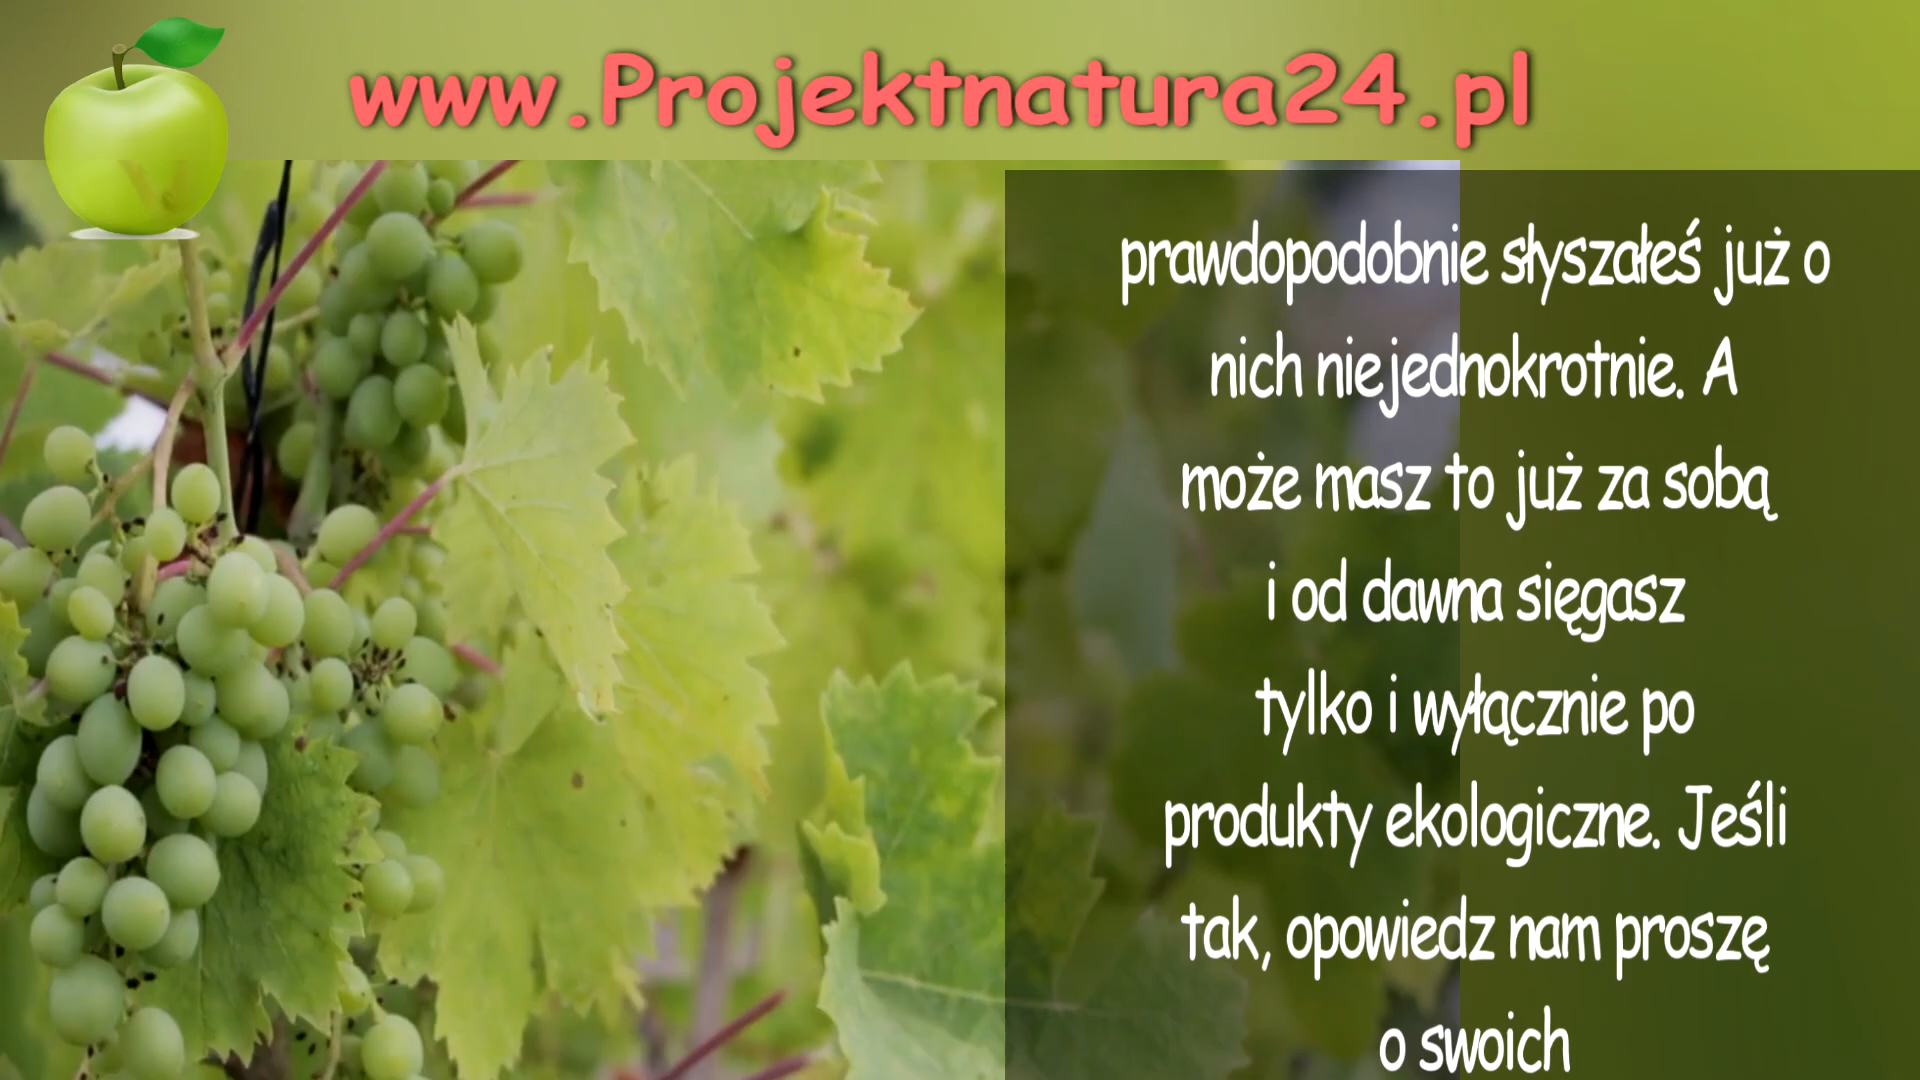 www.Projektnatura24.pl
prawdopodobnie słyszałeś już o
nich niejednokrotnie. A
może masz to już za sobą
i od dawna sięgasz
tylko i wyłącznie po
produkty ekologiczne. Jeśli
tak, opowiedz nam proszę
o swoich